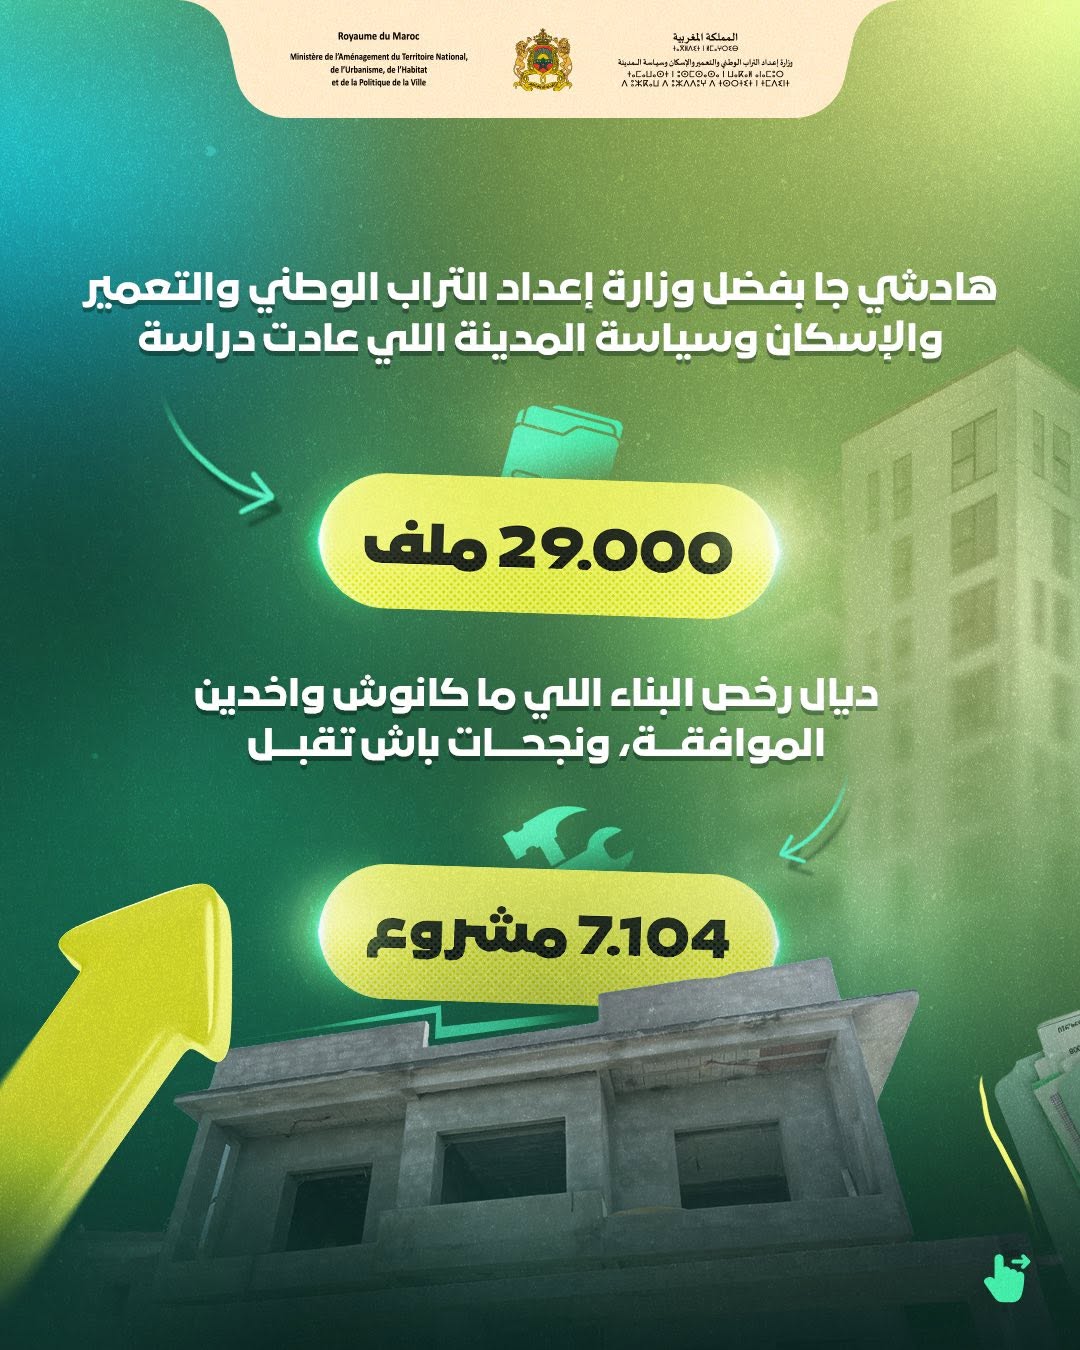 Royaume du Maroc
Ministère de l'Aménagement du Territoire National,
de l'Urbanisme, de l'Habitat
et de la Politique de la Ville
المملكة المغربية
ⵜⴰⴳⵍⴷⵉⵜ ⵏ ⵍⵎⵖⵔⵉⴱ
وزارة إعداد التراب الوطني والتعمير والإسكان وسياسة المدينة
هادشي جا بفضل وزارة إعداد التراب الوطني والتعمير
والإسكان وسياسة المدينة اللي عادت دراسة
29.000 ملف
ديال رخص البناء اللي ما كانوش واخدين
الموافقـة، ونجحـات باش تقبـل
7.104 مشروع